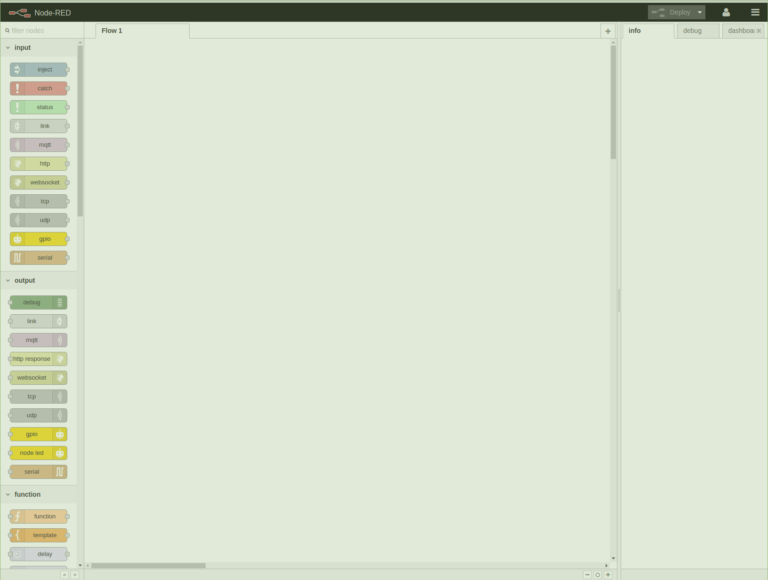 Node-RED
Deploy
filter nodes
Flow 1
info
debug
dashboar
input
inject
catch
status
link
mqtt
http
websocket
tcp
udp
gpio
serial
output
debug
link
mqtt
http response
websocket
tcp
udp
gpio
node led
serial
function
function
template
delay